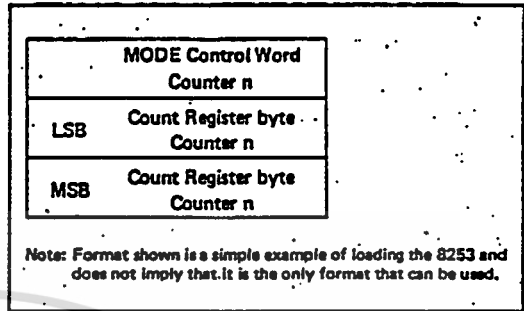 MODE Control Word
Counter n
LSB Count Register byte
Counter n
MSB Count Register byte
Counter n
Note: Format shown is a simple example of loading the 8253 and
does not imply that it is the only format that can be used.